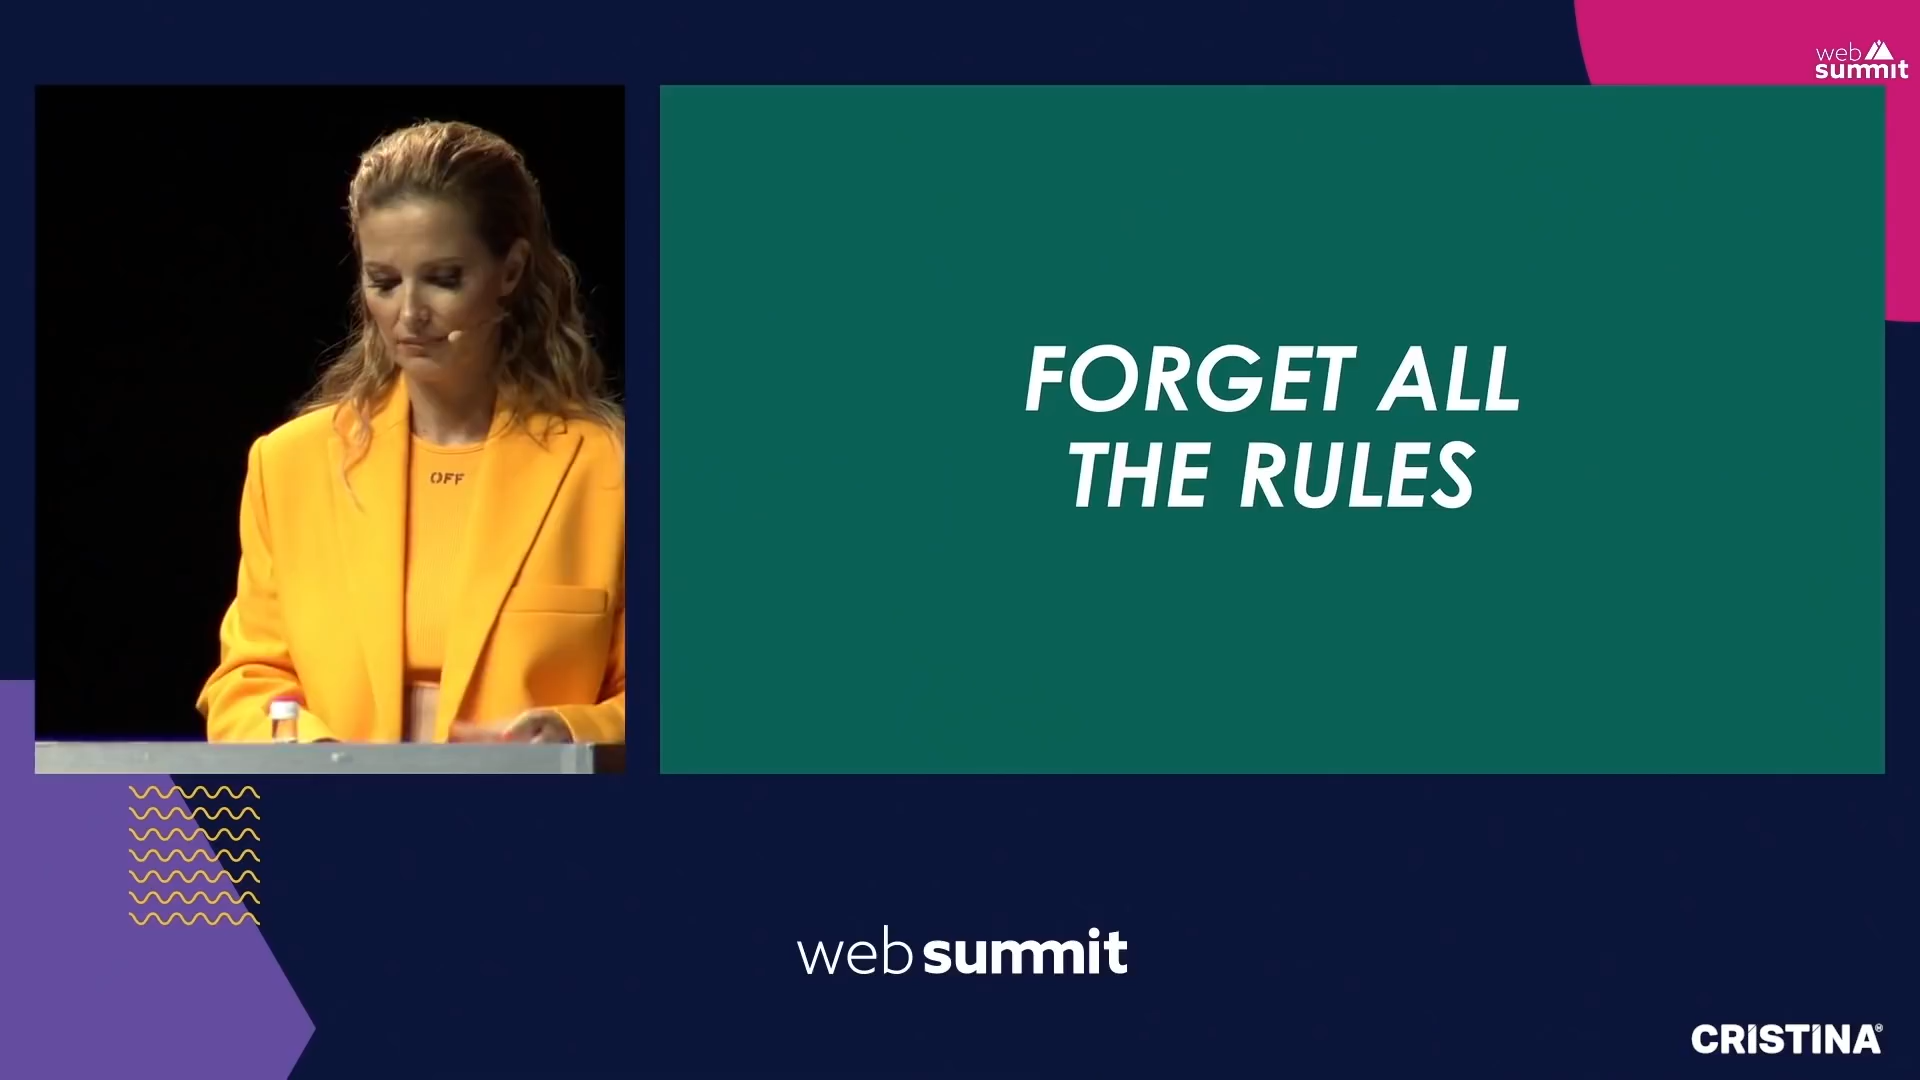 web
summit
OFF
FORGET ALL
THE RULES
web summit
CRISTINA®